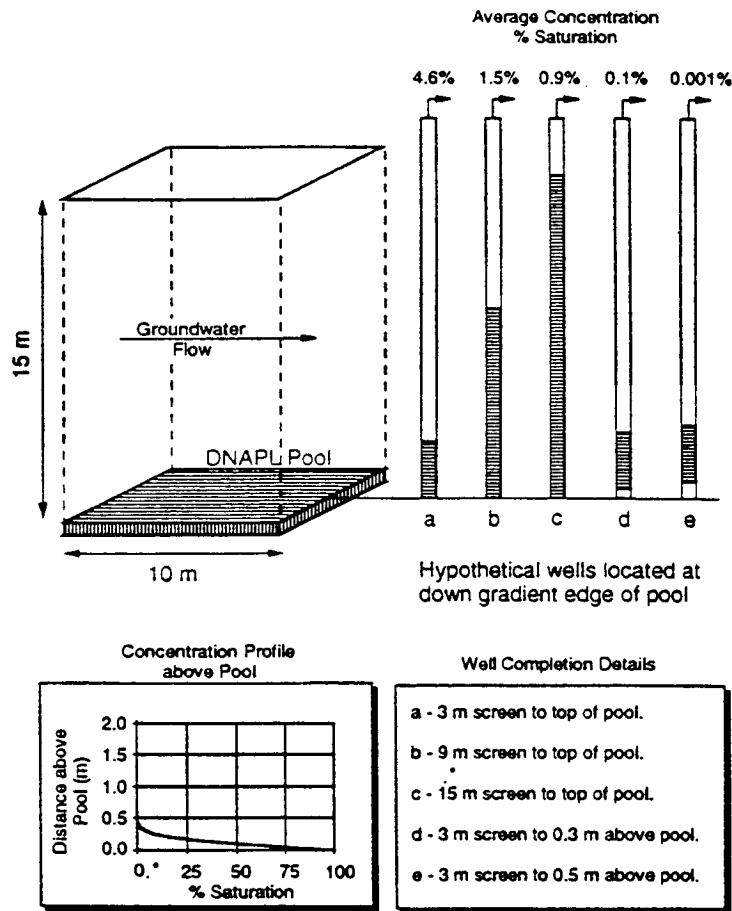 Average Concentration
% Saturation
4.6% 1.5% 0.9% 0.1% 0.001%
15 m
Groundwater
Flow
DNAPL Pool
10 m
a b c d e
Hypothetical wells located at
down gradient edge of pool
Concentration Profile
above Pool
Distance above
Pool (m)
2.0
1.5
1.0
0.5
0.0
0. 25 50 75 100
% Saturation
Well Completion Details
a - 3 m screen to top of pool.
b - 9 m screen to top of pool.
c - 15 m screen to top of pool.
d - 3 m screen to 0.3 m above pool.
e - 3 m screen to 0.5 m above pool.